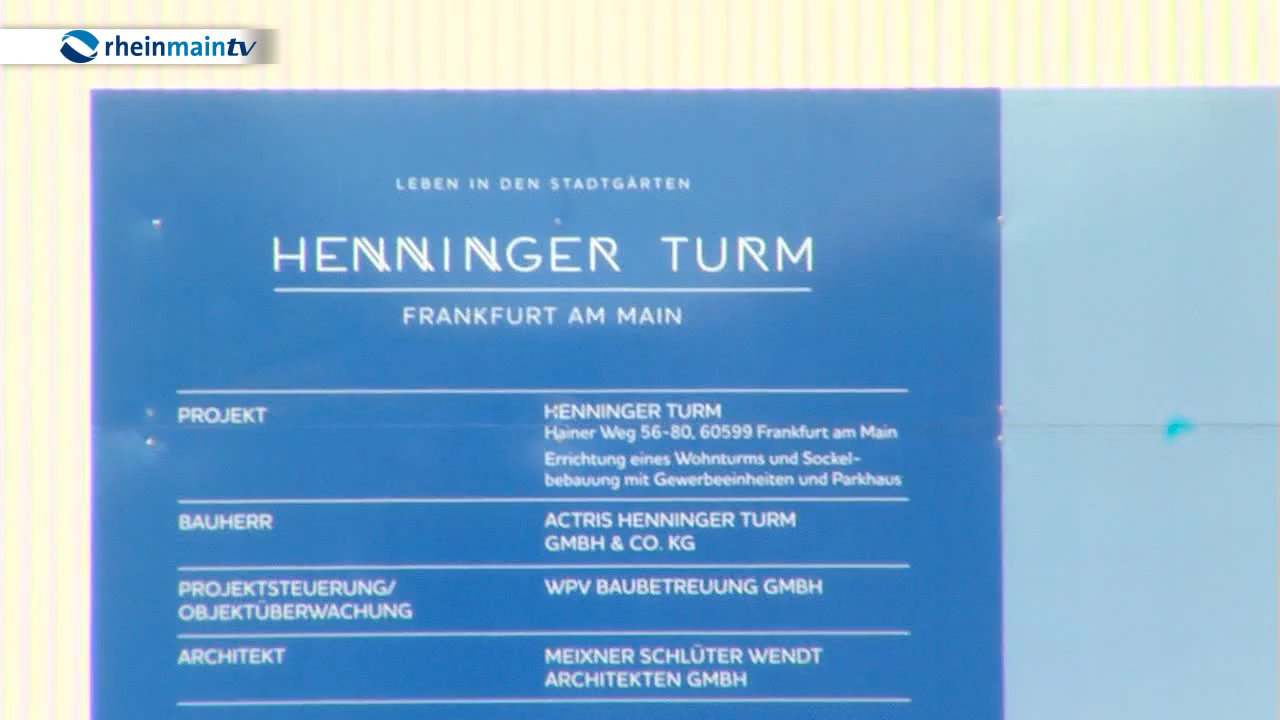 rheinmaintv
LEBEN IN DEN STADTGÄRTEN
HENNINGER TURM
FRANKFURT AM MAIN
PROJEKT
HENNINGER TURM
Hainer Weg 56-80, 60599 Frankfurt am Main
Errichtung eines Wohnturms und Sockel-
bebauung mit Gewerbeeinheiten und Parkhaus
BAUHERR
ACTRIS HENNINGER TURM
GMBH & CO. KG
PROJEKTSTEUERUNG/
OBJEKTÜBERWACHUNG
WPV BAUBETREUUNG GMBH
ARCHITEKT
MEIXNER SCHLÜTER WENDT
ARCHITEKTEN GMBH